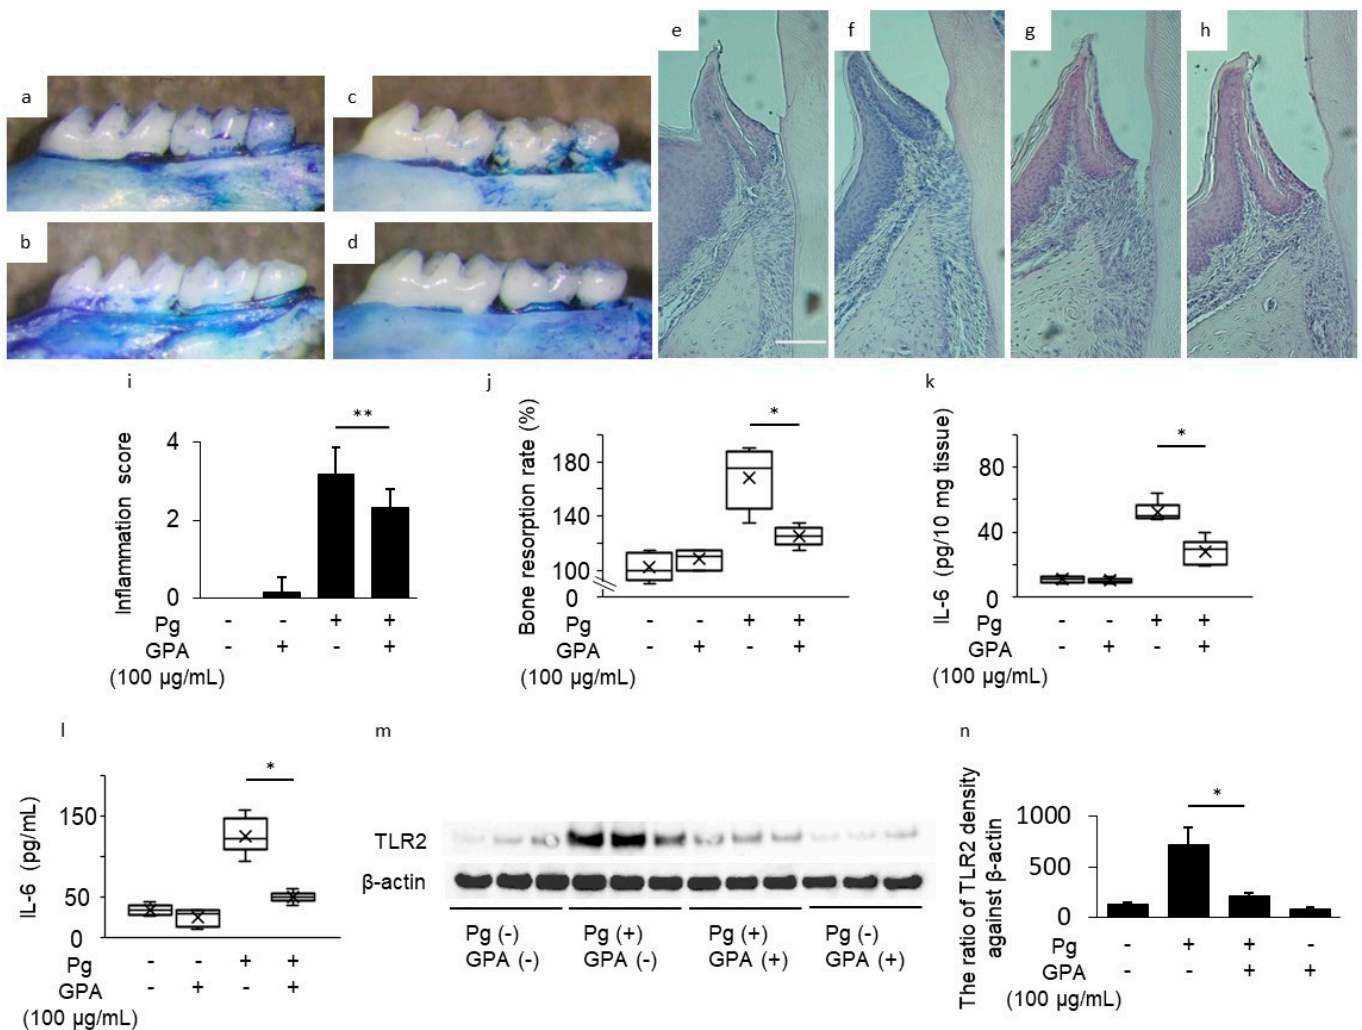 e
f
g
h
a
c
b
d
i
j
k
**
4
2
0
Inflammation score
Pg - - + +
GPA - + - +
(100 µg/mL)
*
180
140
100
0
Bone resorption rate (%)
Pg - - + +
GPA - + - +
(100 µg/mL)
*
80
40
0
IL-6 (pg/10 mg tissue)
Pg - - + +
GPA - + - +
(100 µg/mL)
l
m
n
*
150
50
0
IL-6 (pg/mL)
Pg - - + +
GPA - + - +
(100 µg/mL)
TLR2
β-actin
Pg (-) Pg (+) Pg (+) Pg (-)
GPA (-) GPA (-) GPA (+) GPA (+)
*
1000
500
0
The ratio of TLR2 density
against β-actin
Pg - + + -
GPA - - + +
(100 µg/mL)